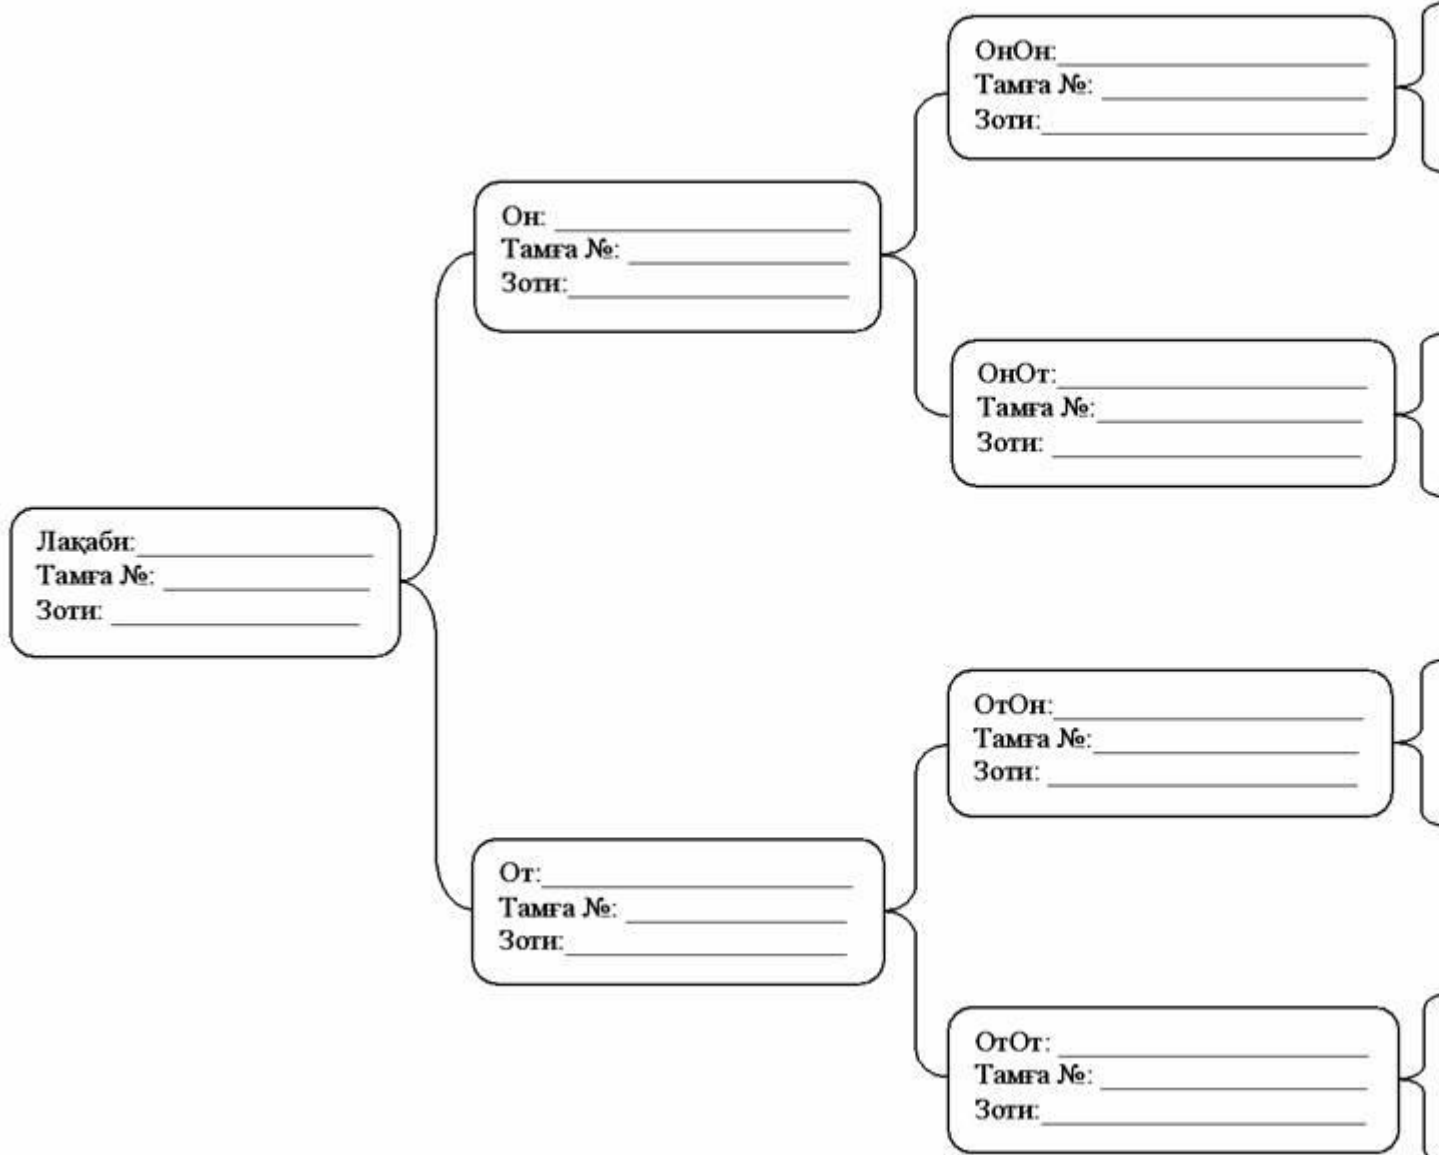 ОнОн:
Тамға №:
Зоти:
Он:
Тамға №:
Зоти:
ОнОт:
Тамға №:
Зоти:
Лақаби:
Тамға №:
Зоти:
ОтОн:
Тамға №:
Зоти:
От:
Тамға №:
Зоти:
ОтОт:
Тамға №:
Зоти: